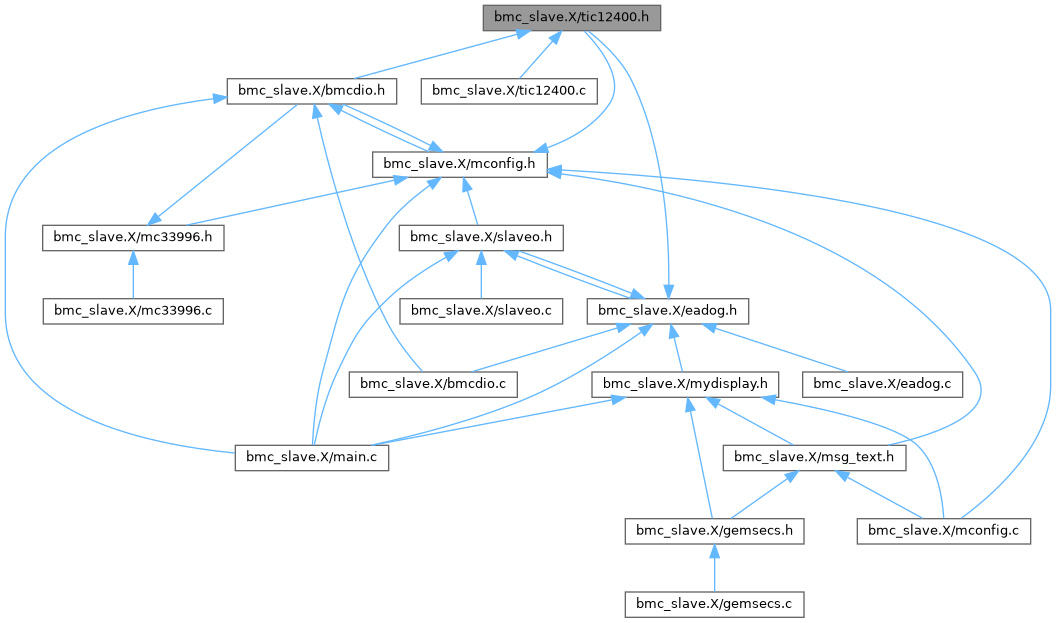 bmc_slave.X/tic12400.h
bmc_slave.X/bmcdio.h
bmc_slave.X/tic12400.c
bmc_slave.X/mconfig.h
bmc_slave.X/mc33996.h
bmc_slave.X/slaveo.h
bmc_slave.X/mc33996.c
bmc_slave.X/slaveo.c
bmc_slave.X/eadog.h
bmc_slave.X/bmcdio.c
bmc_slave.X/mydisplay.h
bmc_slave.X/eadog.c
bmc_slave.X/main.c
bmc_slave.X/msg_text.h
bmc_slave.X/gemsecs.h
bmc_slave.X/mconfig.c
bmc_slave.X/gemsecs.c